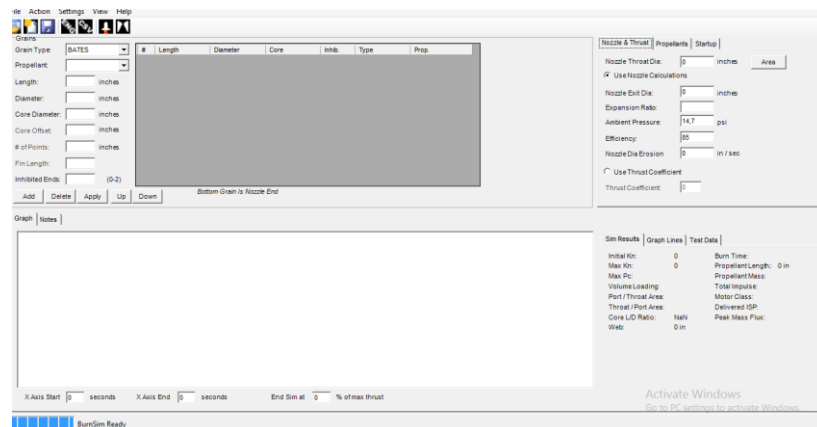 File Action Settings View Help
ENG CSV
Grains
Grain Type: BATES
Propellant:
Length: inches
Diameter: inches
Core Diameter: inches
Core Offset: inches
# of Points: inches
Fin Length:
Inhibited Ends: (0-2)
# Length Diameter Core Inhib. Type Prop.
Add Delete Apply Up Down
Bottom Grain Is Nozzle End
Nozzle & Thrust Propellants Startup
Nozzle Throat Dia: 0 inches Area
Use Nozzle Calculations
Nozzle Exit Dia: 0 inches
Expansion Ratio:
Ambient Pressure: 14,7 psi
Efficiency: 85
Nozzle Dia Erosion 0 in / sec
Use Thrust Coefficient
Thrust Coefficient: 0
Graph Notes
X Axis Start 0 seconds X Axis End 0 seconds End Sim at 0 % of max thrust
Sim Results Graph Lines Test Data
Initial Kn: 0 Burn Time:
Max Kn: 0 Propellant Length: 0 in
Max Pc: Propellant Mass:
Volume Loading: Total Impulse:
Port / Throat Area: Motor Class:
Throat / Port Area: Delivered ISP:
Core L/D Ratio: NaN Peak Mass Flux:
Web: 0 in
Activate Windows
Go to PC settings to activate Windows.
BurnSim Ready